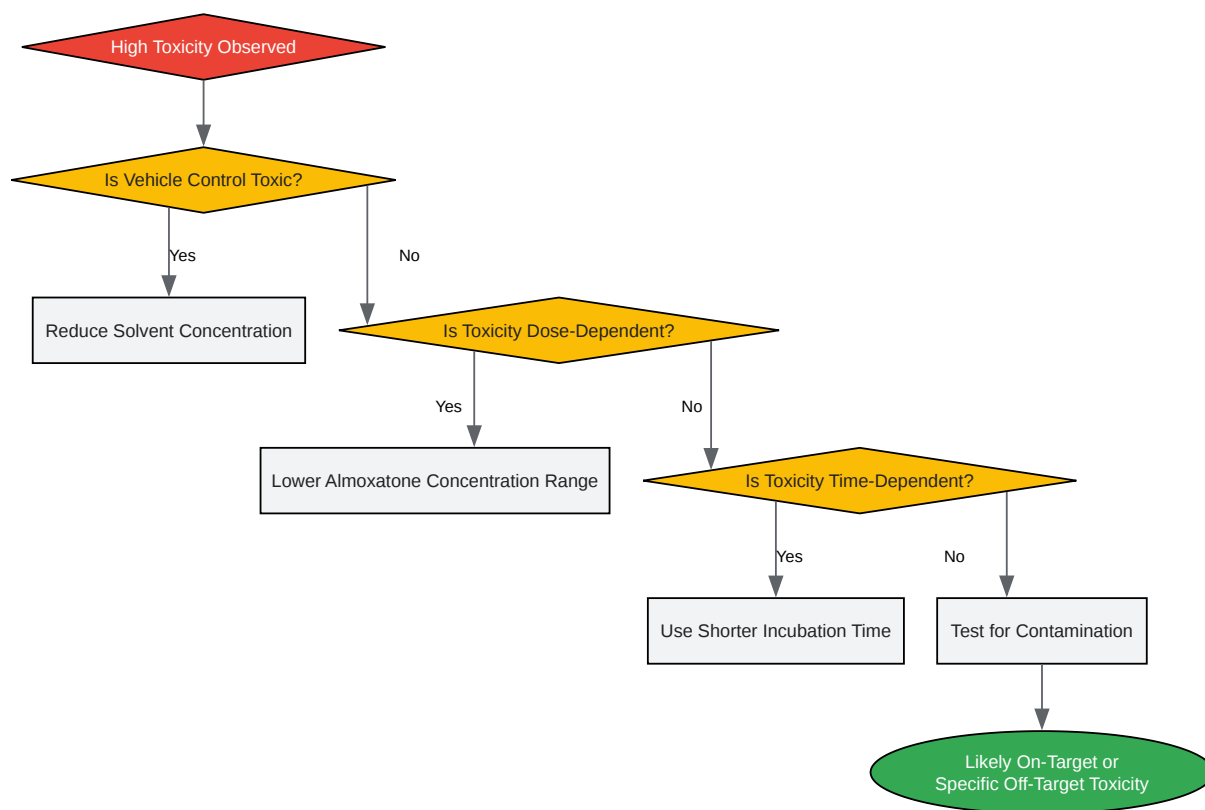 High Toxicity Observed
Is Vehicle Control Toxic?
Yes
No
Reduce Solvent Concentration
Is Toxicity Dose-Dependent?
Yes
No
Lower Almoxatone Concentration Range
Is Toxicity Time-Dependent?
Yes
No
Use Shorter Incubation Time
Test for Contamination
Likely On-Target or
Specific Off-Target Toxicity